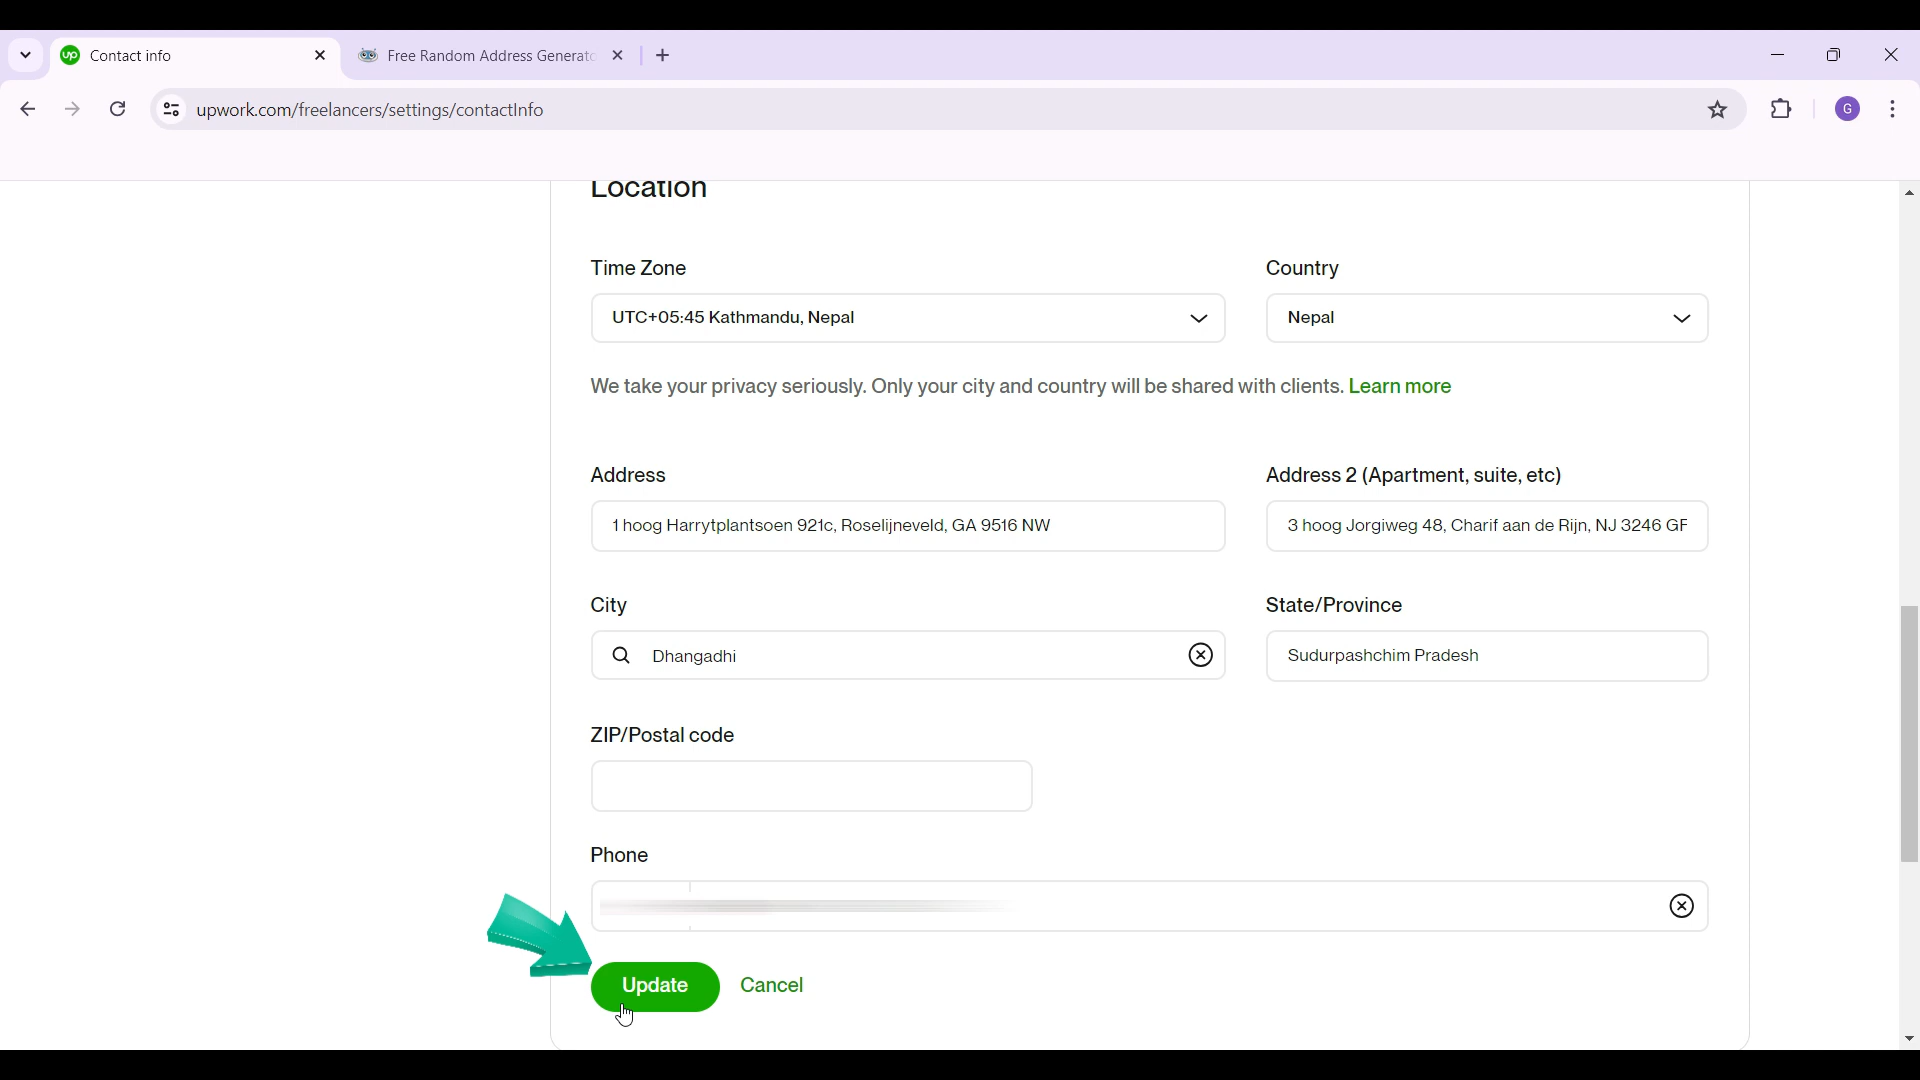 up Contact info
Free Random Address Generato
upwork.com/freelancers/settings/contactInfo
G
Location
Time Zone
Country
UTC+05:45 Kathmandu, Nepal
Nepal
We take your privacy seriously. Only your city and country will be shared with clients. Learn more
Address
Address 2 (Apartment, suite, etc)
1 hoog Harrytplantsoen 921c, Roselijneveld, GA 9516 NW
3 hoog Jorgiweg 48, Charif aan de Rijn, NJ 3246 GF
City
State/Province
Dhangadhi
Sudurpashchim Pradesh
ZIP/Postal code
Phone
Update
Cancel